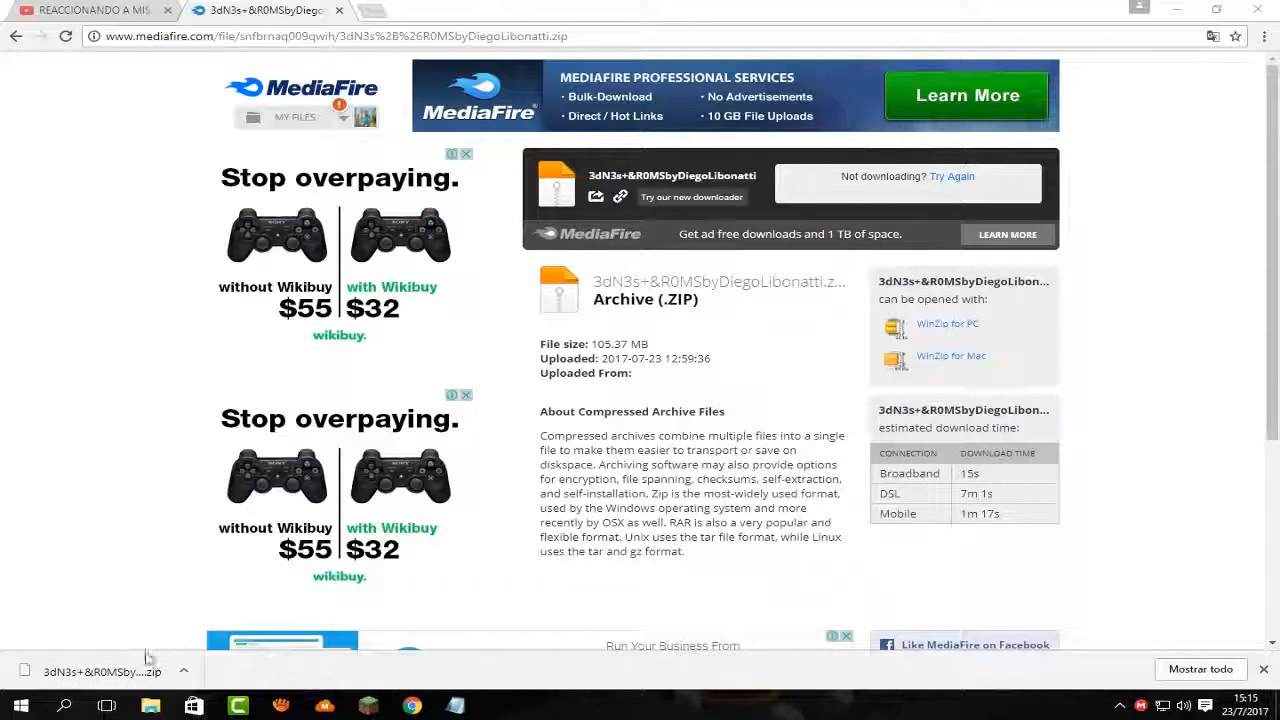 REACCIONANDO A MIS
3dN3s+&R0MSbyDiego
www.mediafire.com/file/snfbrnaq009qwih/3dN3s%2B%26R0MSbyDiegoLibonatti.zip
MediaFire
MY FILES
MediaFire
MEDIAFIRE PROFESSIONAL SERVICES
• Bulk-Download
• No Advertisements
• Direct / Hot Links
• 10 GB File Uploads
Learn More
Stop overpaying.
SONY
SONY
without Wikibuy
with Wikibuy
$55
$32
wikibuy.
3dN3s+&R0MSbyDiegoLibonatti
Try our new downloader
Not downloading? Try Again
MediaFire
Get ad free downloads and 1 TB of space.
LEARN MORE
3dN3s+&R0MSbyDiegoLibonatti.z...
Archive (.ZIP)
File size: 105.37 MB
Uploaded: 2017-07-23 12:59:36
Uploaded From:
About Compressed Archive Files
Compressed archives combine multiple files into a single
file to make them easier to transport or save on
diskspace. Archiving software may also provide options
for encryption, file spanning, checksums, self-extraction,
and self-installation. Zip is the most-widely used format,
used by the Windows operating system and more
recently by OSX as well. RAR is also a very popular and
flexible format. Unix uses the tar file format, while Linux
uses the tar and gz format.
3dN3s+&R0MSbyDiegoLibon...
can be opened with:
WinZip for PC
WinZip for Mac
3dN3s+&R0MSbyDiegoLibon...
estimated download time:
CONNECTION DOWNLOAD TIME
Broadband 15s
DSL 7m 1s
Mobile 1m 17s
Stop overpaying.
SONY
SONY
without Wikibuy
with Wikibuy
$55
$32
wikibuy.
Run Your Business From
Like MediaFire on Facebook
3dN3s+&R0MSby....zip
Mostrar todo
15:15
23/7/2017